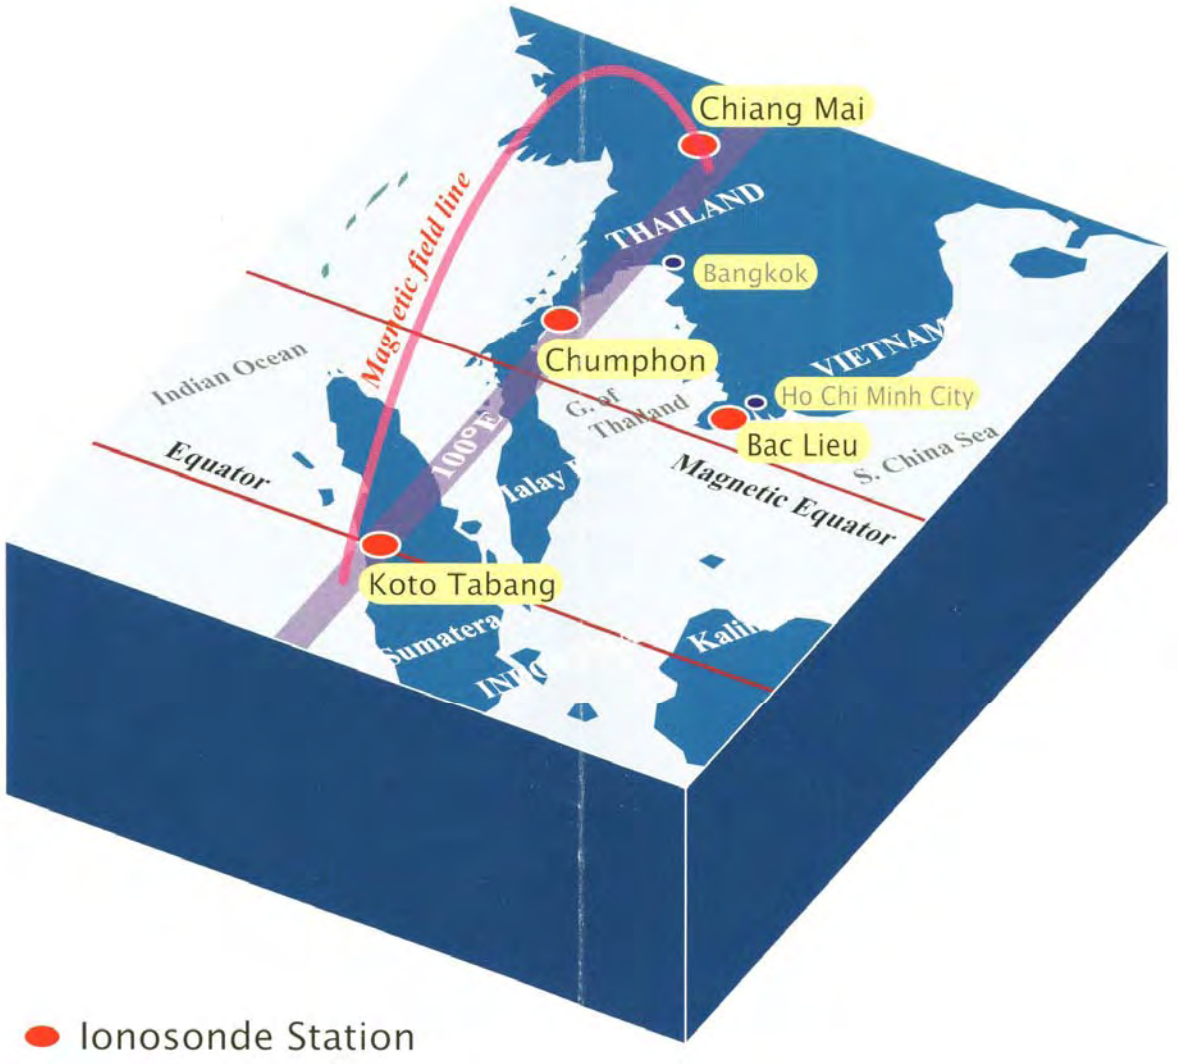 Chiang Mai
Magnetic field line
THAILAND
Bangkok
Indian Ocean
Chumphon
VIETNAM
G. of
Thailand
Ho Chi Minh City
Bac Lieu
100°E
Equator
S. China Sea
Magnetic Equator
Koto Tabang
Sumatera
Ionosonde Station